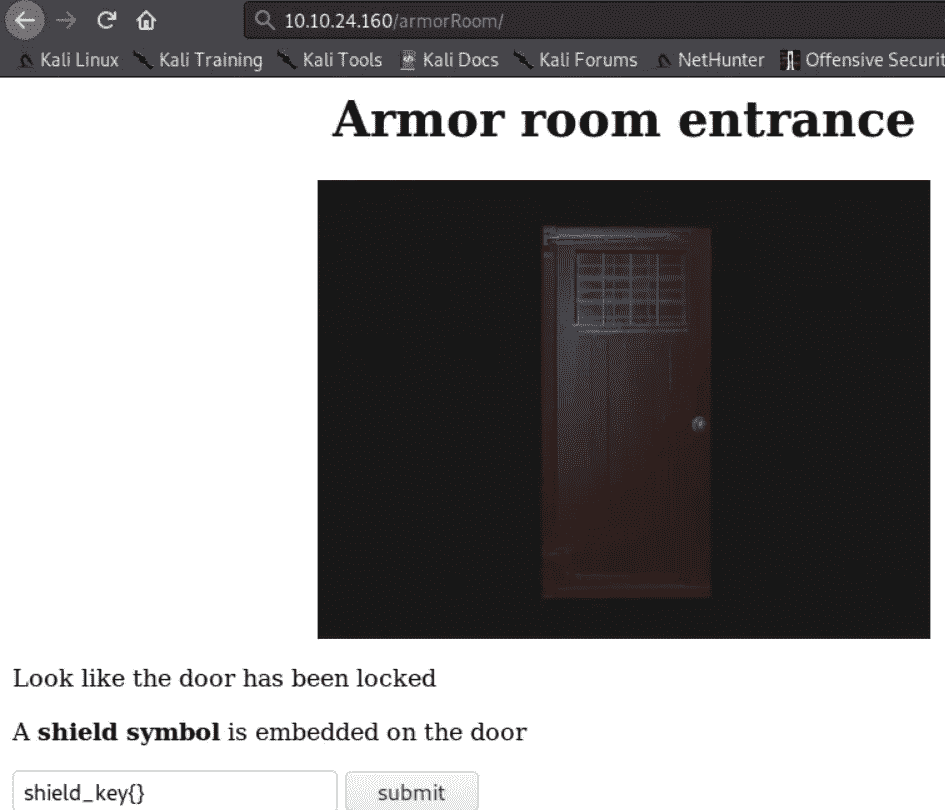 10.10.24.160/armorRoom/
Kali Linux Kali Training Kali Tools Kali Docs Kali Forums NetHunter Offensive Securit
Armor room entrance
Look like the door has been locked
A shield symbol is embedded on the door
shield_key{} submit